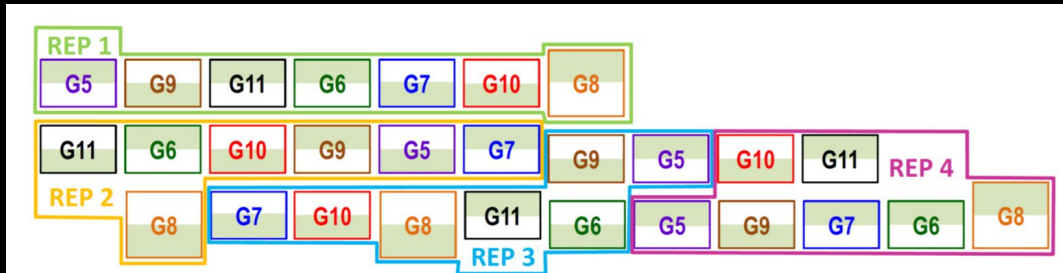 REP 1
G5 G9 G11 G6 G7 G10 G8
G11 G6 G10 G9 G5 G7 G9 G5 G10 G11 REP 4
REP 2 G8 G7 G10 G8 G11 G6 G5 G9 G7 G6 G8
REP 3